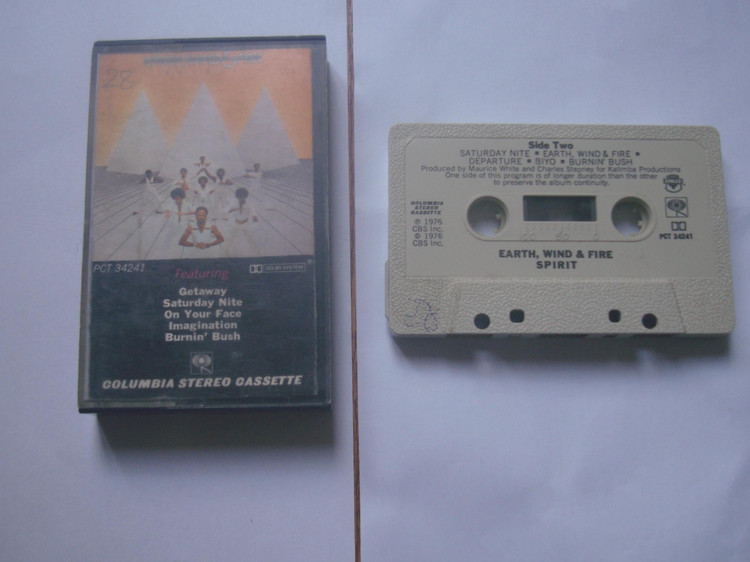 28
PCT 34241
Featuring
DOLBY SYSTEM
Getaway
Saturday Nite
On Your Face
Imagination
Burnin' Bush
COLUMBIA STEREO CASSETTE
Side Two
SATURDAY NITE • EARTH, WIND & FIRE •
DEPARTURE • BIYO • BURNIN' BUSH
Produced by Maurice White and Charles Stepney for Kalimba Productions
One side of this program is of longer duration than the other
to preserve the album continuity.
COLUMBIA
STEREO
CASSETTE
℗ 1976
CBS Inc.
© 1976
CBS Inc.
PCT 34241
EARTH, WIND & FIRE
SPIRIT